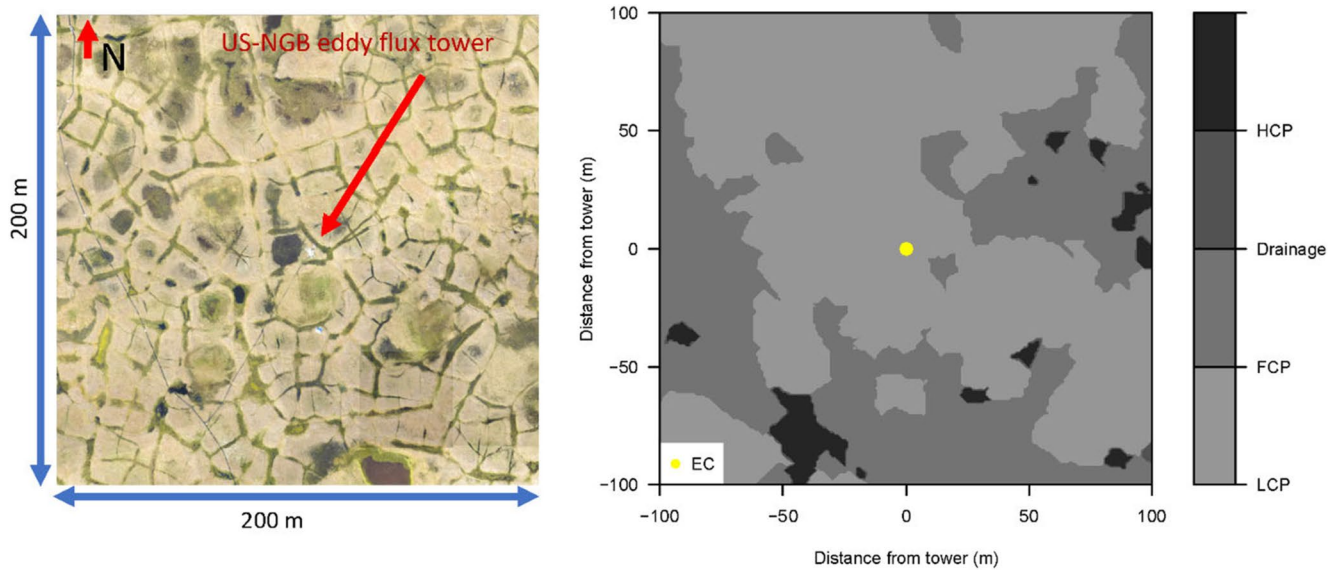 US-NGB eddy flux tower
N
200 m
200 m
100
50
0
−50
−100
Distance from tower (m)
EC
−100
−50
0
50
100
Distance from tower (m)
HCP
Drainage
FCP
LCP